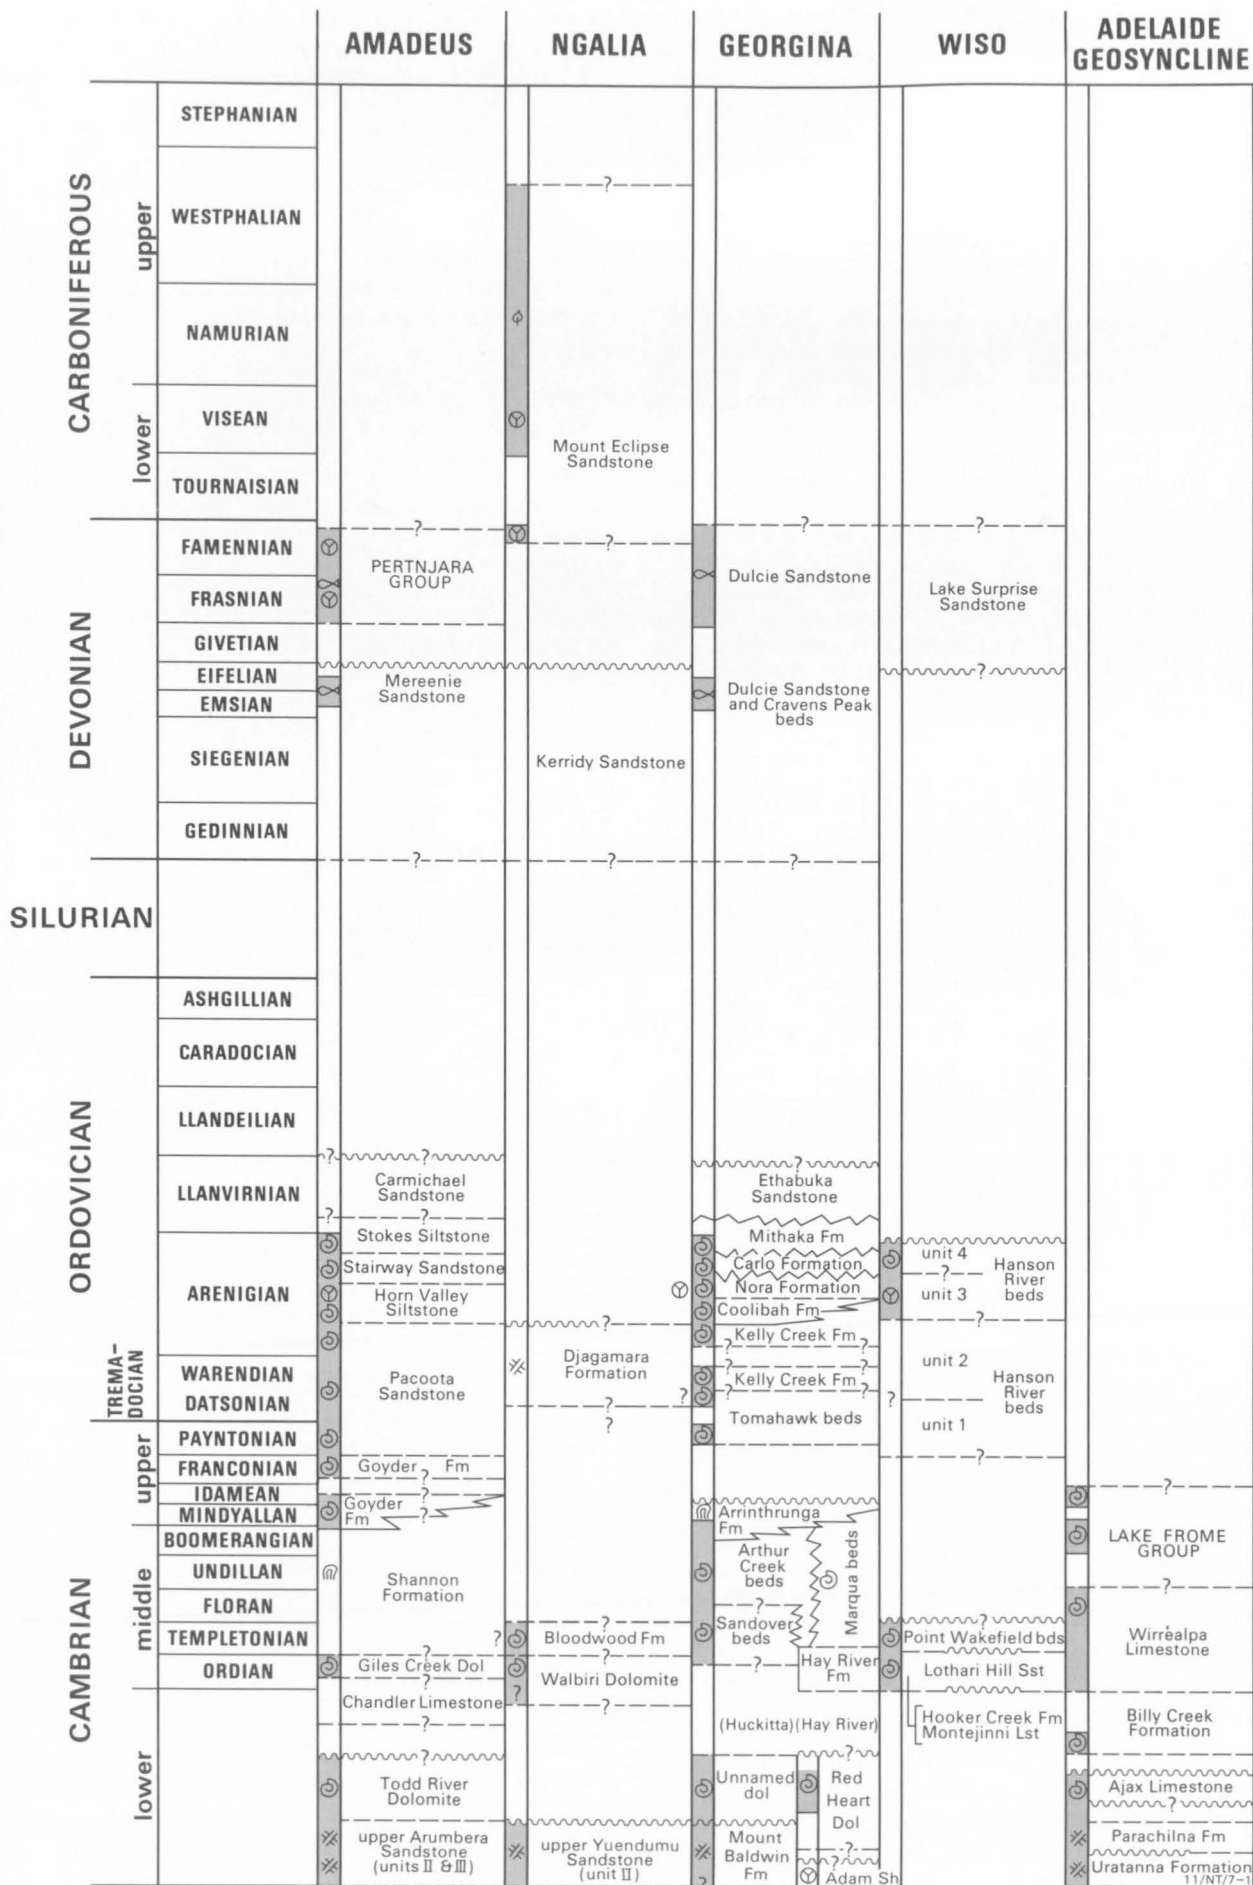 AMADEUS
NGALIA
GEORGINA
WISO
ADELAIDE
GEOSYNCLINE
CARBONIFEROUS
upper
lower
STEPHANIAN
WESTPHALIAN
NAMURIAN
VISEAN
TOURNAISIAN
DEVONIAN
FAMENNIAN
FRASNIAN
GIVETIAN
EIFELIAN
EMSIAN
SIEGENIAN
GEDINNIAN
SILURIAN
ORDOVICIAN
ASHGILLIAN
CARADOCIAN
LLANDEILIAN
LLANVIRNIAN
ARENIGIAN
TREMA-
DOCIAN
WARENDIAN
DATSONIAN
CAMBRIAN
upper
middle
lower
PAYNTONIAN
FRANCONIAN
IDAMEAN
MINDYALLAN
BOOMERANGIAN
UNDILLAN
FLORAN
TEMPLETONIAN
ORDIAN
?
PERTNJARA
GROUP
Mereenie
Sandstone
?
? ?
Carmichael
Sandstone
? ?
Stokes Siltstone
Stairway Sandstone
Horn Valley
Siltstone
Pacoota
Sandstone
Goyder Fm
?
?
Goyder
Fm ?
Shannon
Formation
?
Giles Creek Dol
?
Chandler Limestone
?
?
Todd River
Dolomite
upper Arumbera
Sandstone
(units II & III)
?
Mount Eclipse
Sandstone
?
Kerridy Sandstone
?
?
Djagamara
Formation
?
?
?
? Bloodwood Fm
?
Walbiri Dolomite
?
?
upper Yuendumu
Sandstone
(unit II)
?
Dulcie Sandstone
Dulcie Sandstone
and Cravens Peak
beds
?
?
Ethabuka
Sandstone
Mithaka Fm
Carlo Formation
Nora Formation
Coolibah Fm
Kelly Creek Fm
? ?
? ?
Kelly Creek Fm
? ? ?
Tomahawk beds
Arrinthrunga
Fm
Arthur
Creek
beds
Marqua beds
?
Sandover
beds
?
Hay River
Fm
(Huckitta) (Hay River)
?
Unnamed
dol
Red
Heart
Dol
Mount
Baldwin
Fm
?
?
?
Adam Sh
?
Lake Surprise
Sandstone
?
unit 4
?
unit 3
Hanson
River
beds
?
unit 2
?
unit 1
Hanson
River
beds
?
?
Point Wakefield bds
Lothari Hill Sst
Hooker Creek Fm
Montejinni Lst
?
LAKE FROME
GROUP
?
Wirrealpa
Limestone
Billy Creek
Formation
Ajax Limestone
?
Parachilna Fm
Uratanna Formation
11/NT/7-1